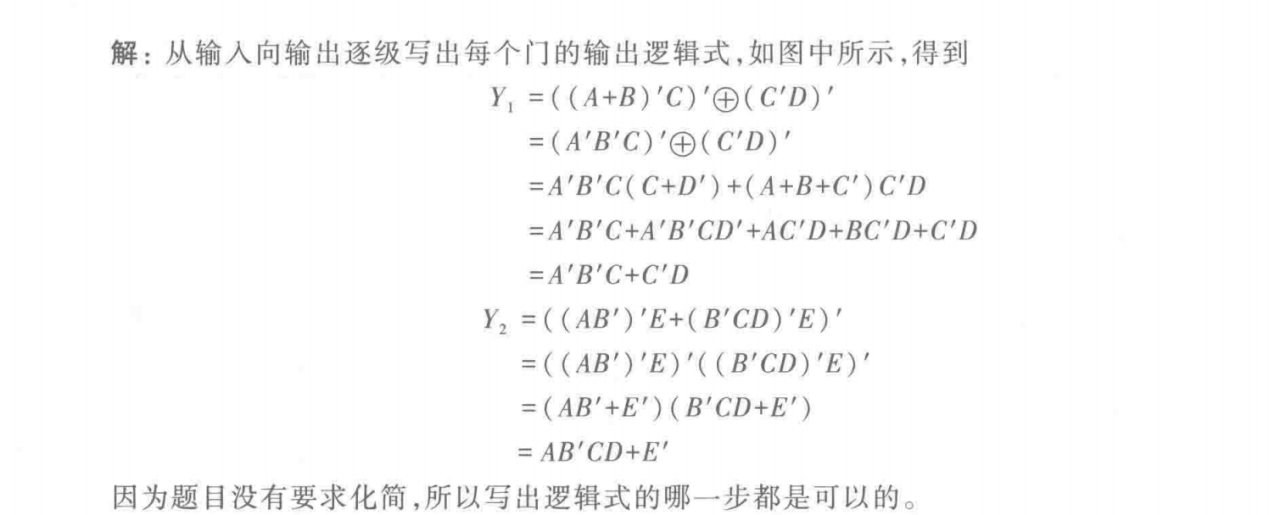 解：从输入向输出逐级写出每个门的输出逻辑式,如图中所示,得到
Y₁ =((A+B)′C)′⊕(C′D)′
=(A′B′C)′⊕(C′D)′
=A′B′C(C+D′)+(A+B+C′)C′D
=A′B′C+A′B′CD′+AC′D+BC′D+C′D
=A′B′C+C′D
Y₂ =((AB′)′E+(B′CD)′E)′
=((AB′)′E)′((B′CD)′E)′
=(AB′+E′)(B′CD+E′)
= AB′CD+E′
因为题目没有要求化简,所以写出逻辑式的哪一步都是可以的。